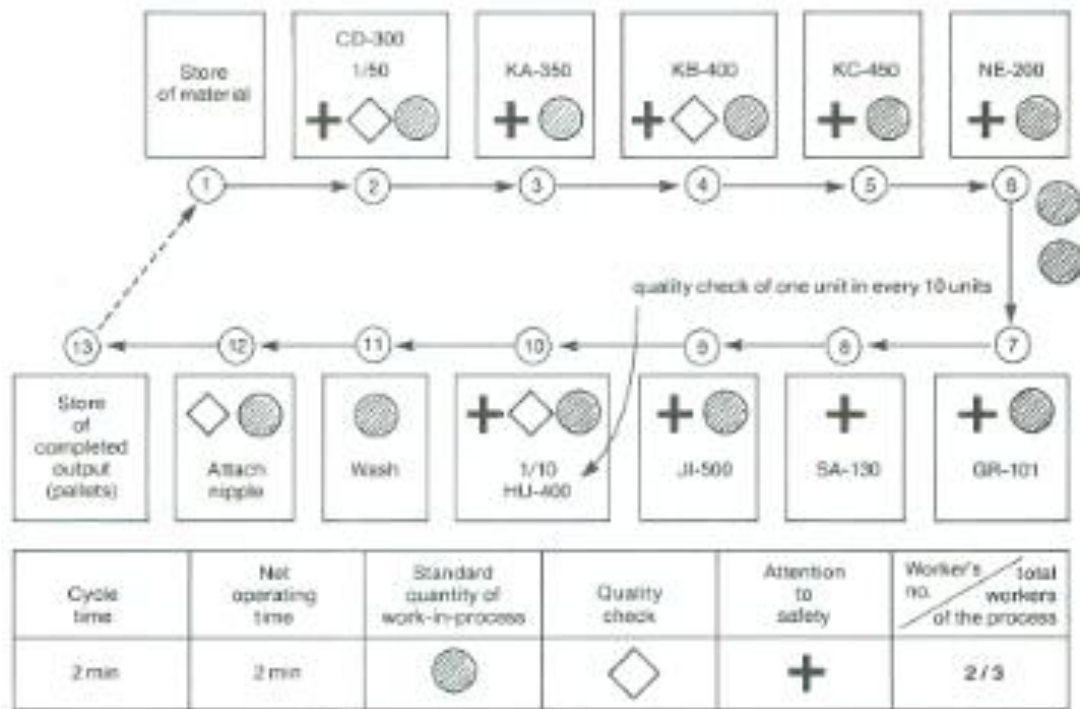 Store
of material
CD-300
1/50
KA-350
KB-400
KC-450
NE-200
1
2
3
4
5
6
quality check of one unit in every 10 units
13
12
11
10
9
8
7
Store
of
completed
output
(pallets)
Attach
nipple
Wash
1/10
HU-400
JI-500
SA-130
GR-101
Cycle
time
Net
operating
time
Standard
quantity of
work-in-process
Quality
check
Attention
to
safety
Worker's
no.
total
workers
of the process
2 min
2 min
2 / 3